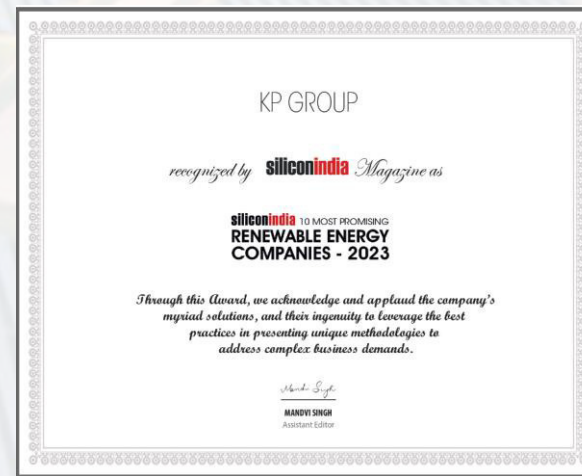 KP GROUP
recognized by siliconindia Magazine as
siliconindia 10 MOST PROMISING
RENEWABLE ENERGY
COMPANIES - 2023
Through this Award, we acknowledge and applaud the company's
myriad solutions, and their ingenuity to leverage the best
practices in presenting unique methodologies to
address complex business demands.
Mandvi Singh
MANDVI SINGH
Assistant Editor